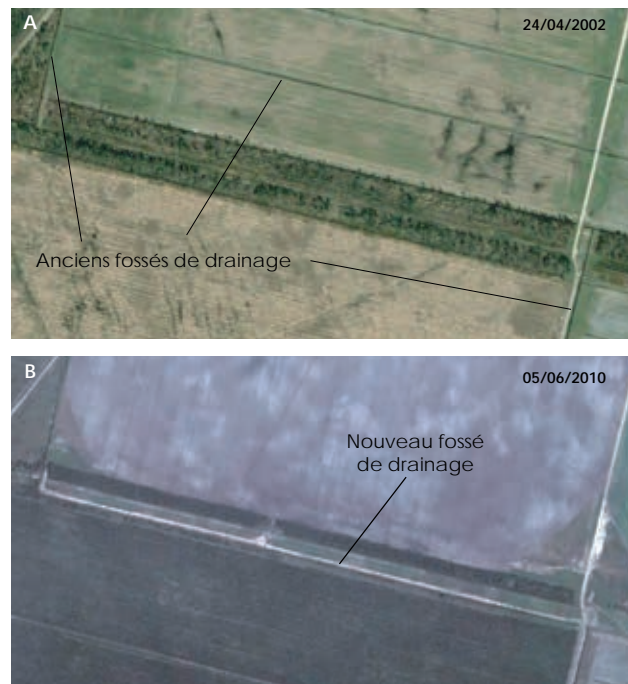 A
24/04/2002
Anciens fossés de drainage
B
05/06/2010
Nouveau fossé
de drainage